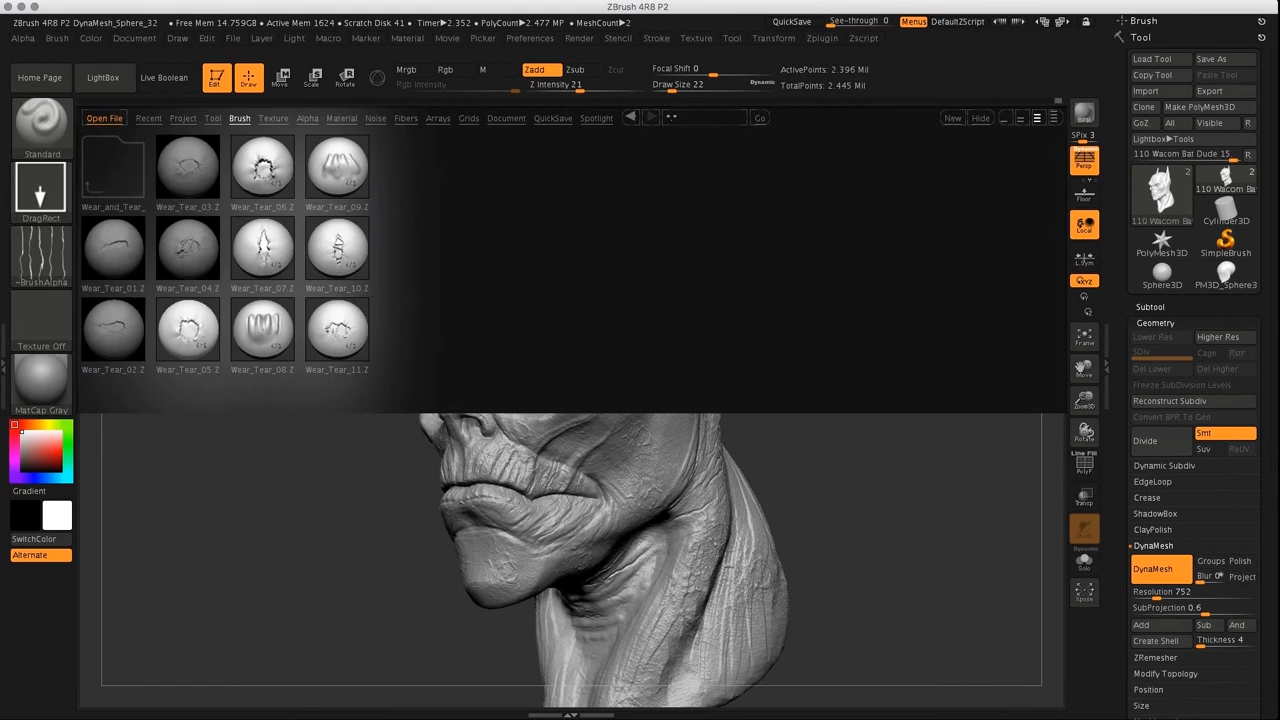 ZBrush 4R8 P2
ZBrush 4R8 P2 - DynaMesh_Sphere_32 • Free Mem 14.759GB • Active Mem 1624 • Scratch Disk 41 • Timer▶2.352 • PolyCount▶2.477 MP • MeshCount▶2
QuickSave See-through 0 Menus DefaultZScript
Brush
Alpha Brush Color Document Draw Edit File Layer Light Macro Marker Material Movie Picker Preferences Render Stencil Stroke Texture Tool Transform Zplugin Zscript
Tool
Load Tool Save As
Copy Tool Paste Tool
Import Export
Clone Make PolyMesh3D
GoZ All Visible R
Lightbox▶Tools
110 Wacom Bat Dude 15. R
Home Page LightBox Live Boolean Edit Draw Move Scale Rotate
Mrgb Rgb M Zadd Zsub Zcut
Rgb Intensity Z Intensity 21
Focal Shift 0
Draw Size 22 Dynamic
ActivePoints: 2.396 Mil
TotalPoints: 2.445 Mil
Open File Recent Project Tool Brush Texture Alpha Material Noise Fibers Arrays Grids Document QuickSave Spotlight *.* Go New Hide
Standard
DragRect
~BrushAlpha
Texture Off
MatCap Gray
Gradient
SwitchColor
Alternate
Wear_and_Tear_ Wear_Tear_03.Z Wear_Tear_06.Z Wear_Tear_09.Z
Wear_Tear_01.Z Wear_Tear_04.Z Wear_Tear_07.Z Wear_Tear_10.Z
Wear_Tear_02.Z Wear_Tear_05.Z Wear_Tear_08.Z Wear_Tear_11.Z
BPR
SPix 3
Dynamic
Persp
Floor
Local
L.Sym
XYZ
Frame
Move
Zoom3D
Rotate
Line Fill
PolyF
Transp
Dynamic
Solo
Xpose
2 2
110 Wacom Ba
110 Wacom Ba
Cylinder3D
PolyMesh3D SimpleBrush
Sphere3D PM3D_Sphere3
Subtool
Geometry
Lower Res Higher Res
SDiv Cage Rstr
Del Lower Del Higher
Freeze SubDivision Levels
Reconstruct Subdiv
Convert BPR To Geo
Divide Smt
Suv ReUV
Dynamic Subdiv
EdgeLoop
Crease
ShadowBox
ClayPolish
DynaMesh
DynaMesh Groups Polish
Blur 0 Project
Resolution 752
SubProjection 0.6
Add Sub And
Create Shell Thickness 4
ZRemesher
Modify Topology
Position
Size